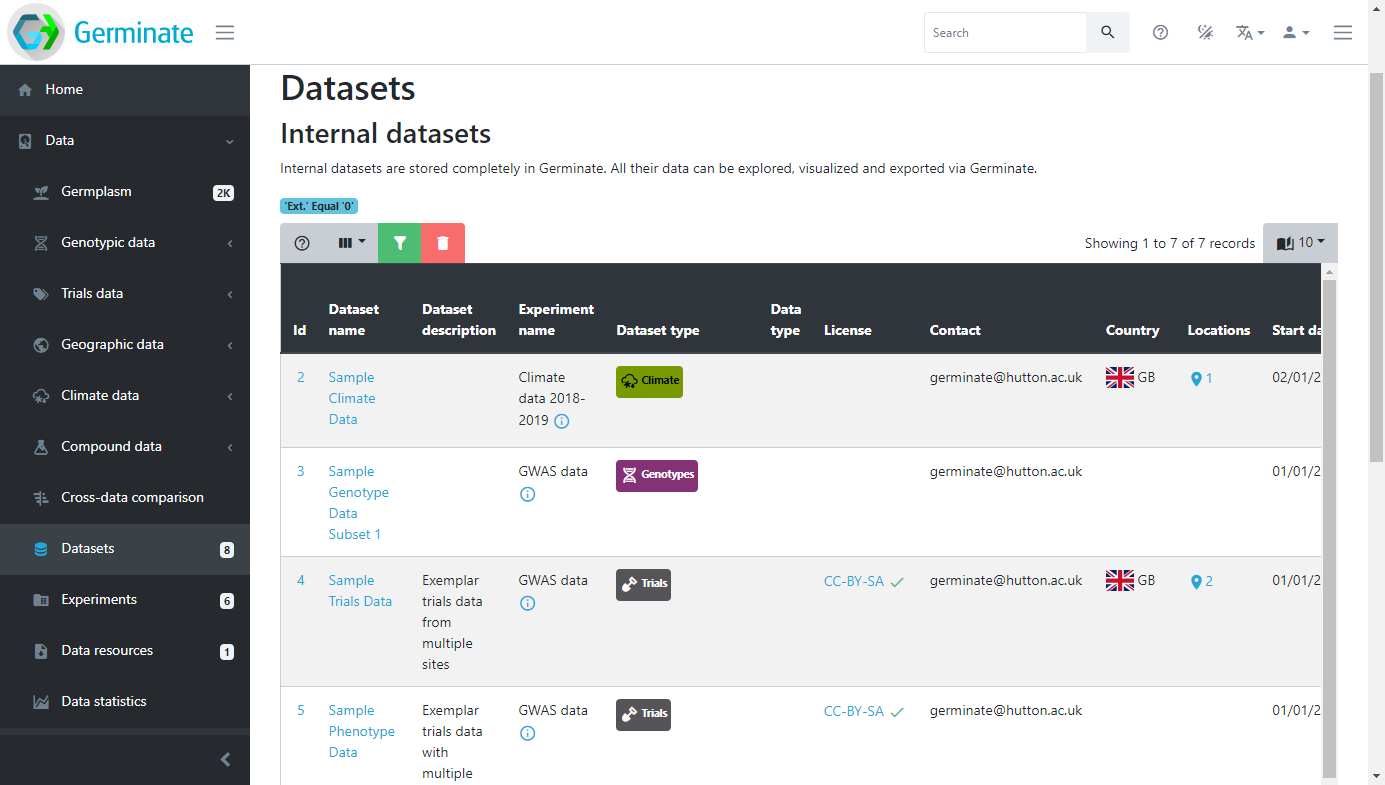 Germinate
Search
Home
Data
Germplasm 2K
Genotypic data
Trials data
Geographic data
Climate data
Compound data
Cross-data comparison
Datasets 8
Experiments 6
Data resources 1
Data statistics
Datasets
Internal datasets
Internal datasets are stored completely in Germinate. All their data can be explored, visualized and exported via Germinate.
'Ext.' Equal '0'
Showing 1 to 7 of 7 records
10
Id
Dataset
name
Dataset
description
Experiment
name
Dataset type
Data
type
License
Contact
Country
Locations
Start da
2
Sample
Climate
Data
Climate
data 2018-
2019
Climate
germinate@hutton.ac.uk
GB
1
02/01/2
3
Sample
Genotype
Data
Subset 1
GWAS data
Genotypes
germinate@hutton.ac.uk
01/01/2
4
Sample
Trials Data
Exemplar
trials data
from
multiple
sites
GWAS data
Trials
CC-BY-SA
germinate@hutton.ac.uk
GB
2
01/01/2
5
Sample
Phenotype
Data
Exemplar
trials data
with
multiple
GWAS data
Trials
CC-BY-SA
germinate@hutton.ac.uk
01/01/2